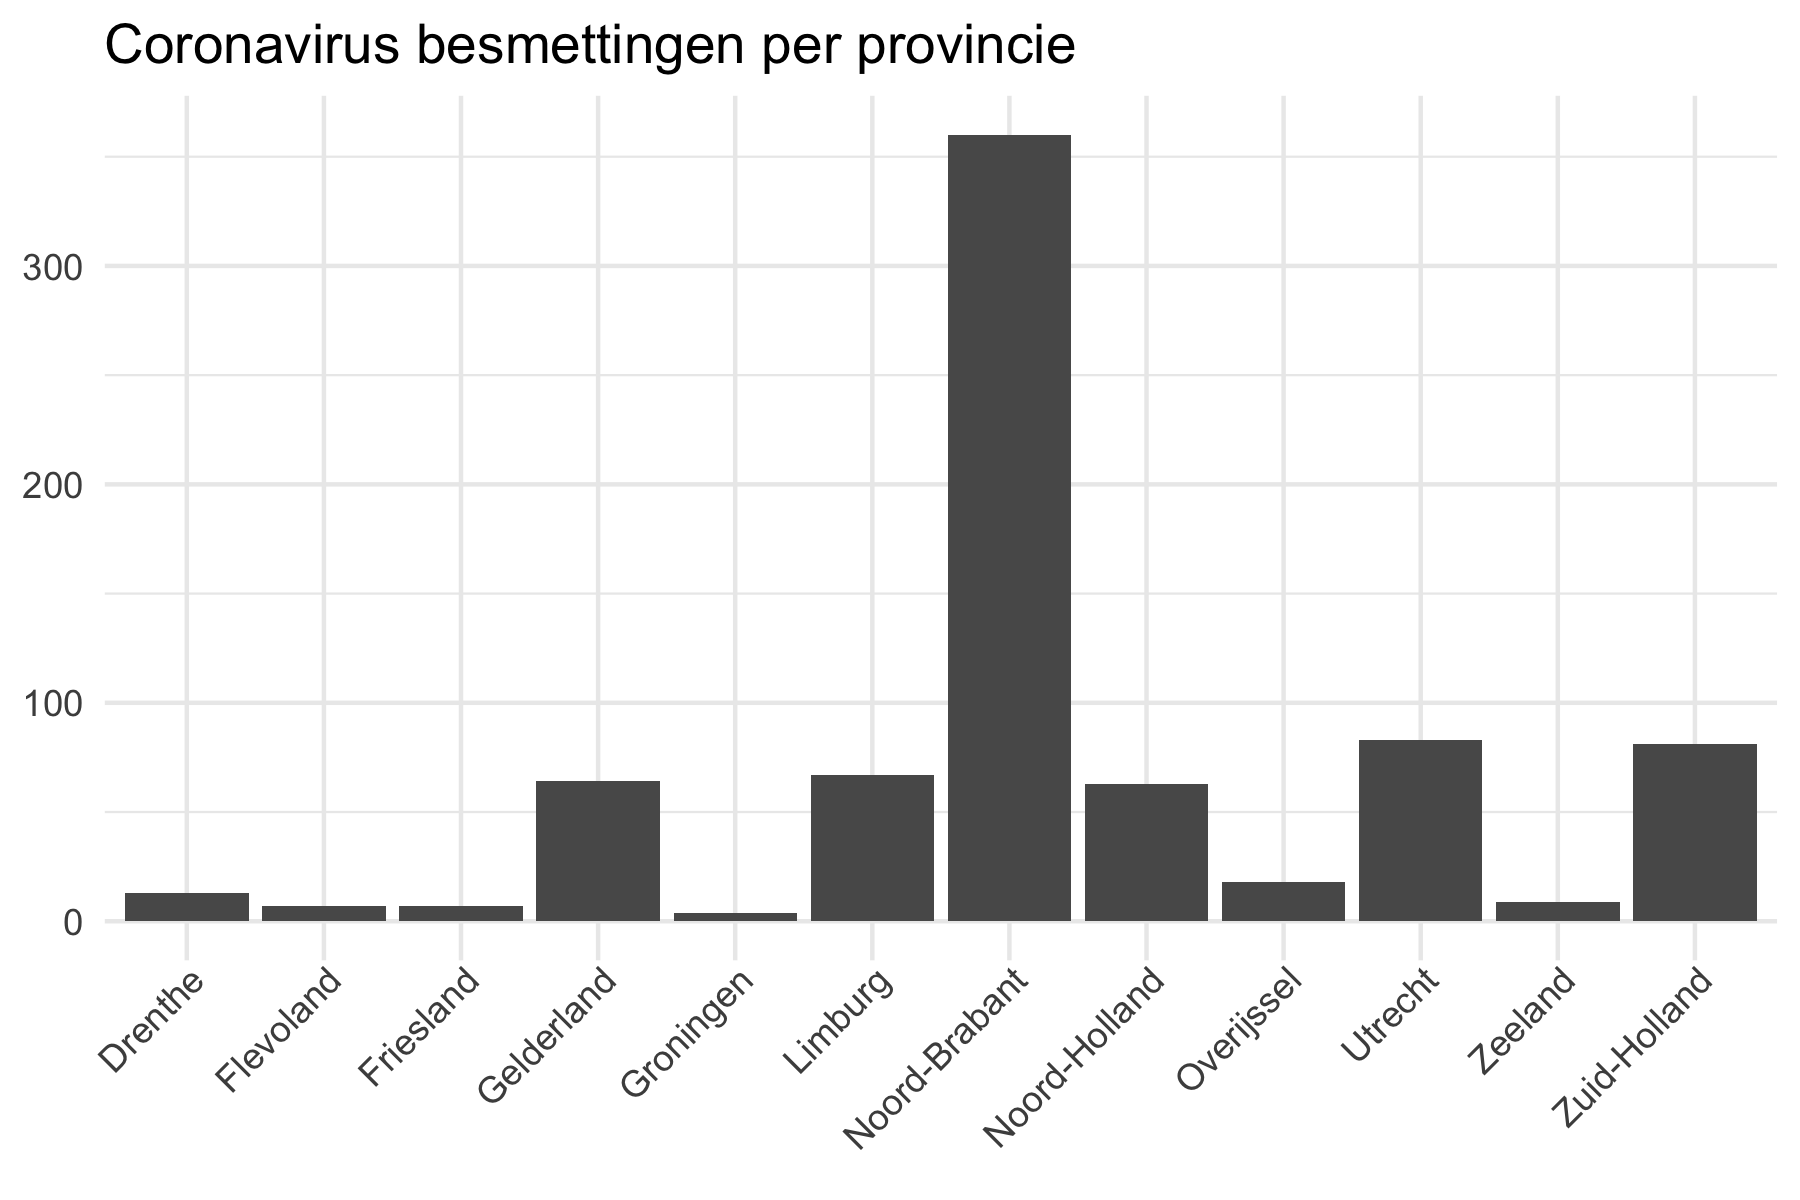 Coronavirus besmettingen per provincie
300
200
100
0
Drenthe
Flevoland
Friesland
Gelderland
Groningen
Limburg
Noord-Brabant
Noord-Holland
Overijssel
Utrecht
Zeeland
Zuid-Holland